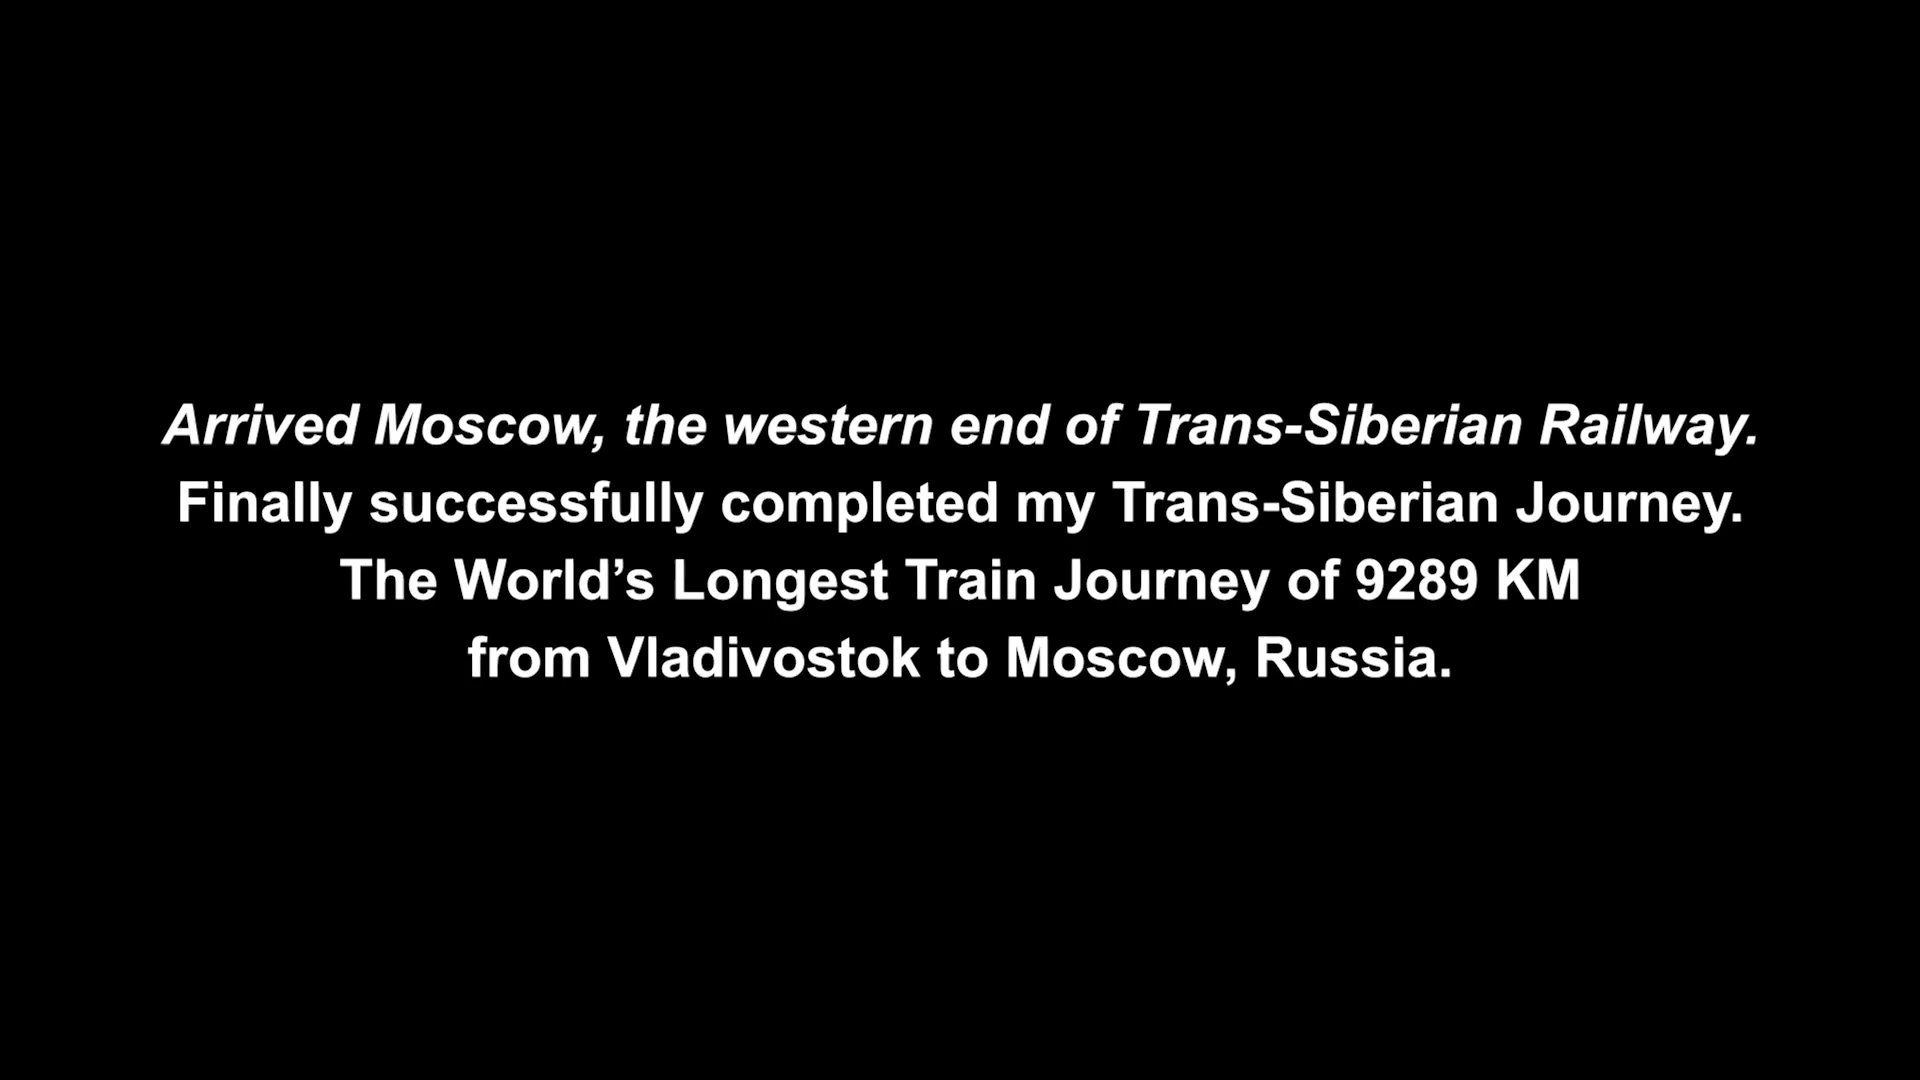 Arrived Moscow, the western end of Trans-Siberian Railway.
Finally successfully completed my Trans-Siberian Journey.
The World’s Longest Train Journey of 9289 KM
from Vladivostok to Moscow, Russia.